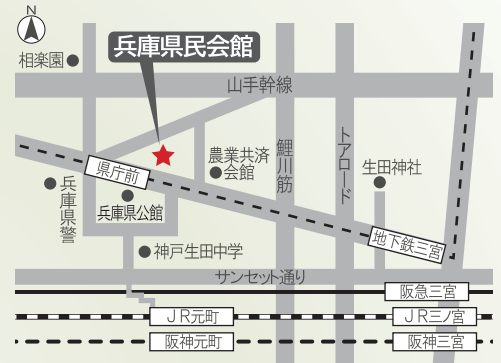 N
兵庫県民会館
相楽園
山手幹線
県庁前
農業共済
会館
鯉川筋
トアロード
生田神社
兵庫県警
兵庫県公館
地下鉄三宮
神戸生田中学
サンセット通り
阪急三宮
JR元町
JR三ノ宮
阪神元町
阪神三宮